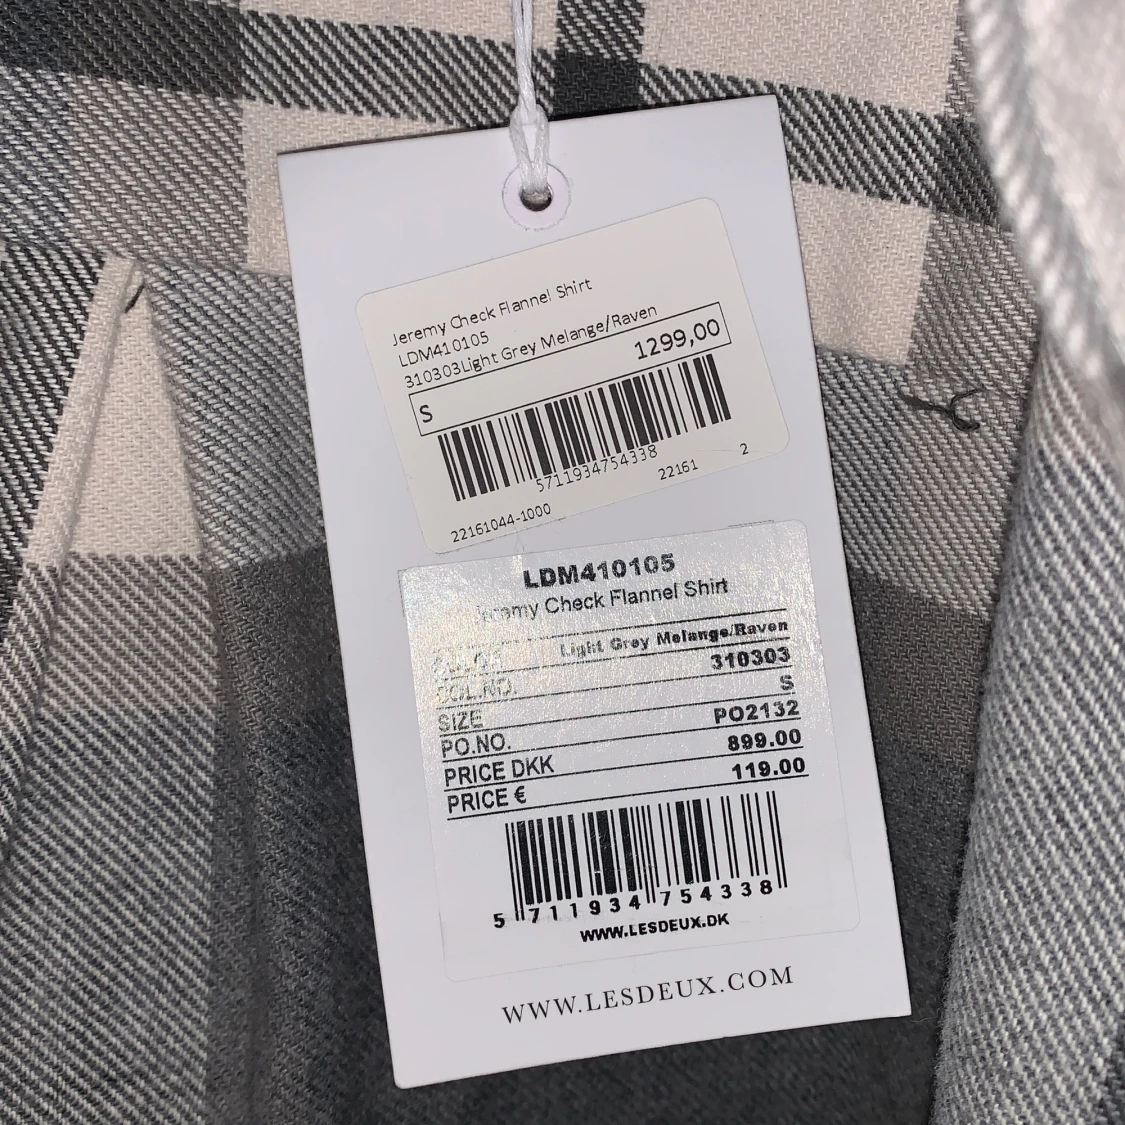 Jeremy Check Flannel Shirt
LDM410105
310303Light Grey Melange/Raven
S 1299,00
5711934754338
22161044-1000 22161 2
LDM410105
Jeremy Check Flannel Shirt
COLOR Light Grey Melange/Raven
COL.NO. 310303
SIZE S
PO.NO. PO2132
PRICE DKK 899.00
PRICE € 119.00
5 711934 754338
WWW.LESDEUX.DK
WWW.LESDEUX.COM